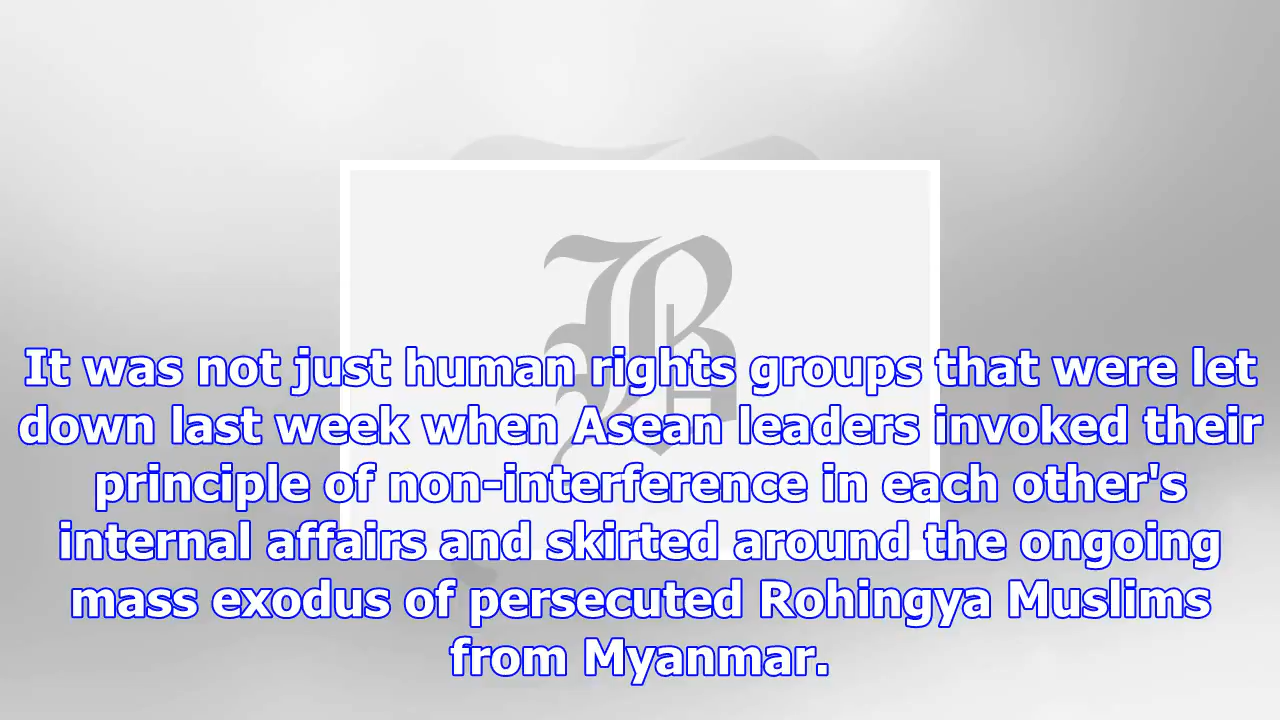 It was not just human rights groups that were let
down last week when Asean leaders invoked their
principle of non-interference in each other's
internal affairs and skirted around the ongoing
mass exodus of persecuted Rohingya Muslims
from Myanmar.